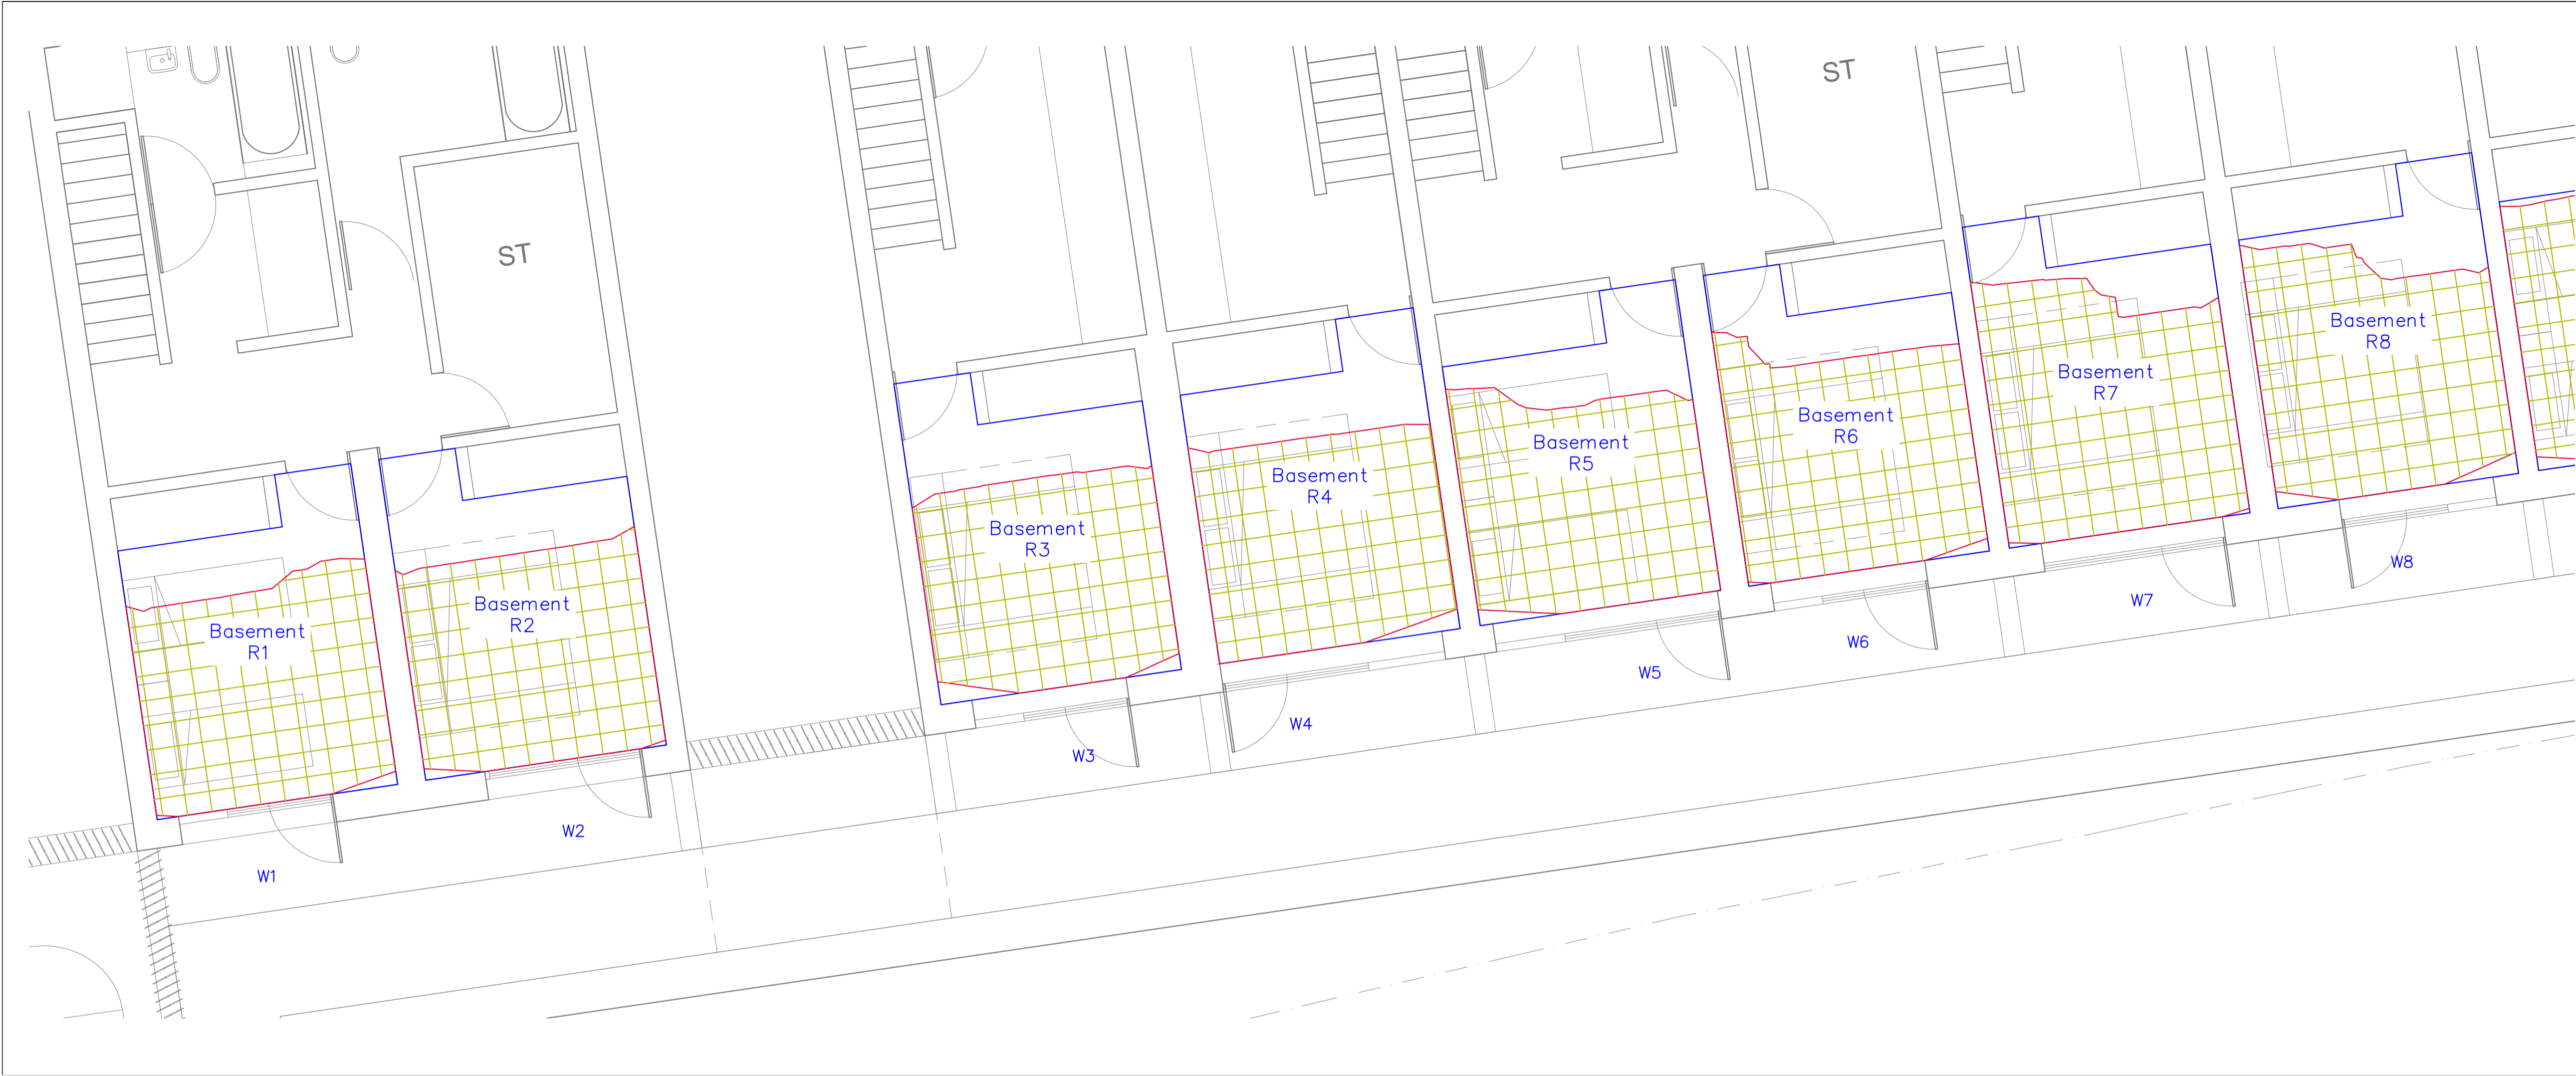 ST
ST
Basement
R8
Basement
R7
Basement
R6
Basement
R5
Basement
R4
Basement
R3
Basement
R2
Basement
R1
W8
W7
W6
W5
W4
W3
W2
W1